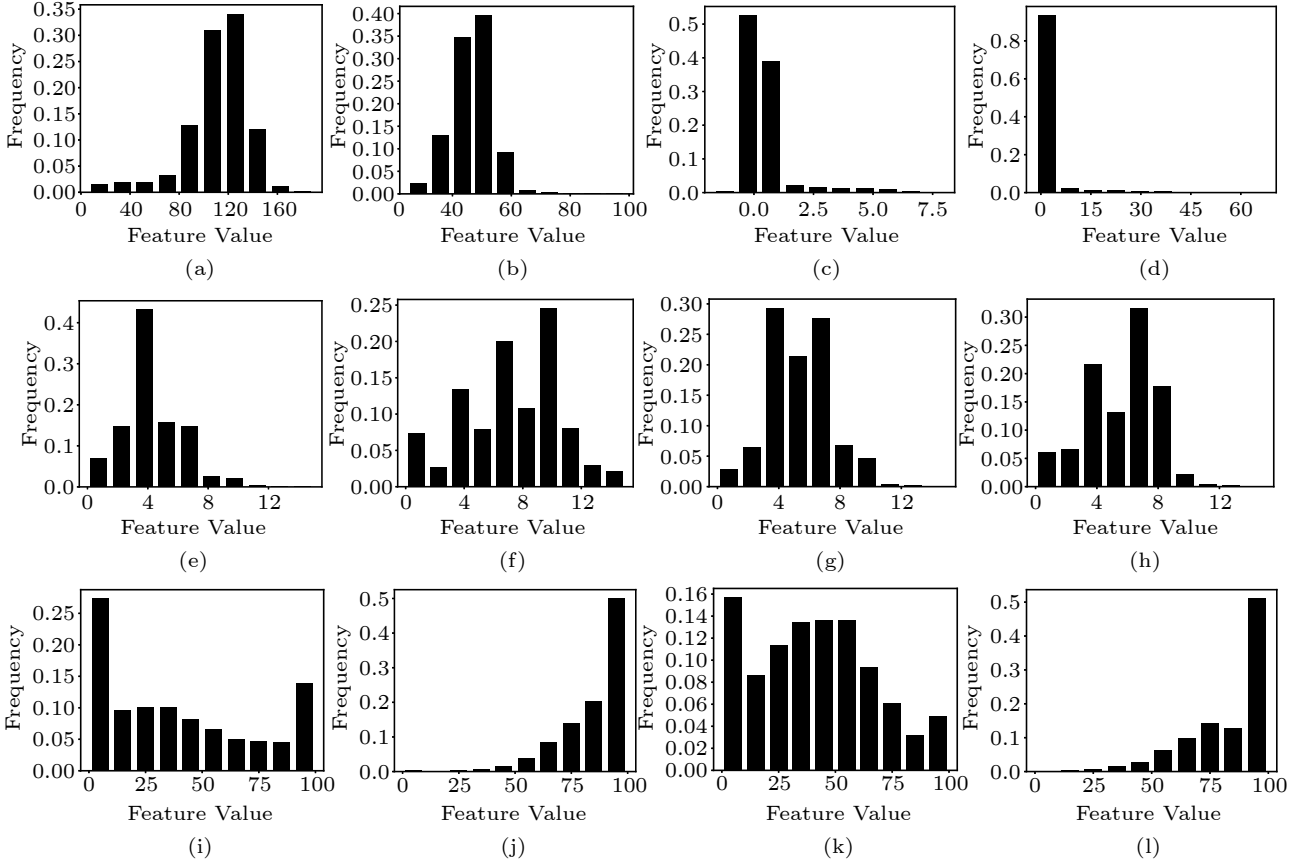 0.35
0.30
0.25
0.20
0.15
0.10
0.05
0.00
Frequency
0 40 80 120 160
Feature Value
(a)
0.40
0.35
0.30
0.25
0.20
0.15
0.10
0.05
0.00
Frequency
0 20 40 60 80 100
Feature Value
(b)
0.5
0.4
0.3
0.2
0.1
0.0
Frequency
0.0 2.5 5.0 7.5
Feature Value
(c)
0.8
0.6
0.4
0.2
0.0
Frequency
0 15 30 45 60
Feature Value
(d)
0.4
0.3
0.2
0.1
0.0
Frequency
0 4 8 12
Feature Value
(e)
0.25
0.20
0.15
0.10
0.05
0.00
Frequency
0 4 8 12
Feature Value
(f)
0.30
0.25
0.20
0.15
0.10
0.05
0.00
Frequency
0 4 8 12
Feature Value
(g)
0.30
0.25
0.20
0.15
0.10
0.05
0.00
Frequency
0 4 8 12
Feature Value
(h)
0.25
0.20
0.15
0.10
0.05
0.00
Frequency
0 25 50 75 100
Feature Value
(i)
0.5
0.4
0.3
0.2
0.1
0.0
Frequency
0 25 50 75 100
Feature Value
(j)
0.16
0.14
0.12
0.10
0.08
0.06
0.04
0.02
0.00
Frequency
0 25 50 75 100
Feature Value
(k)
0.5
0.4
0.3
0.2
0.1
0.0
Frequency
0 25 50 75 100
Feature Value
(l)